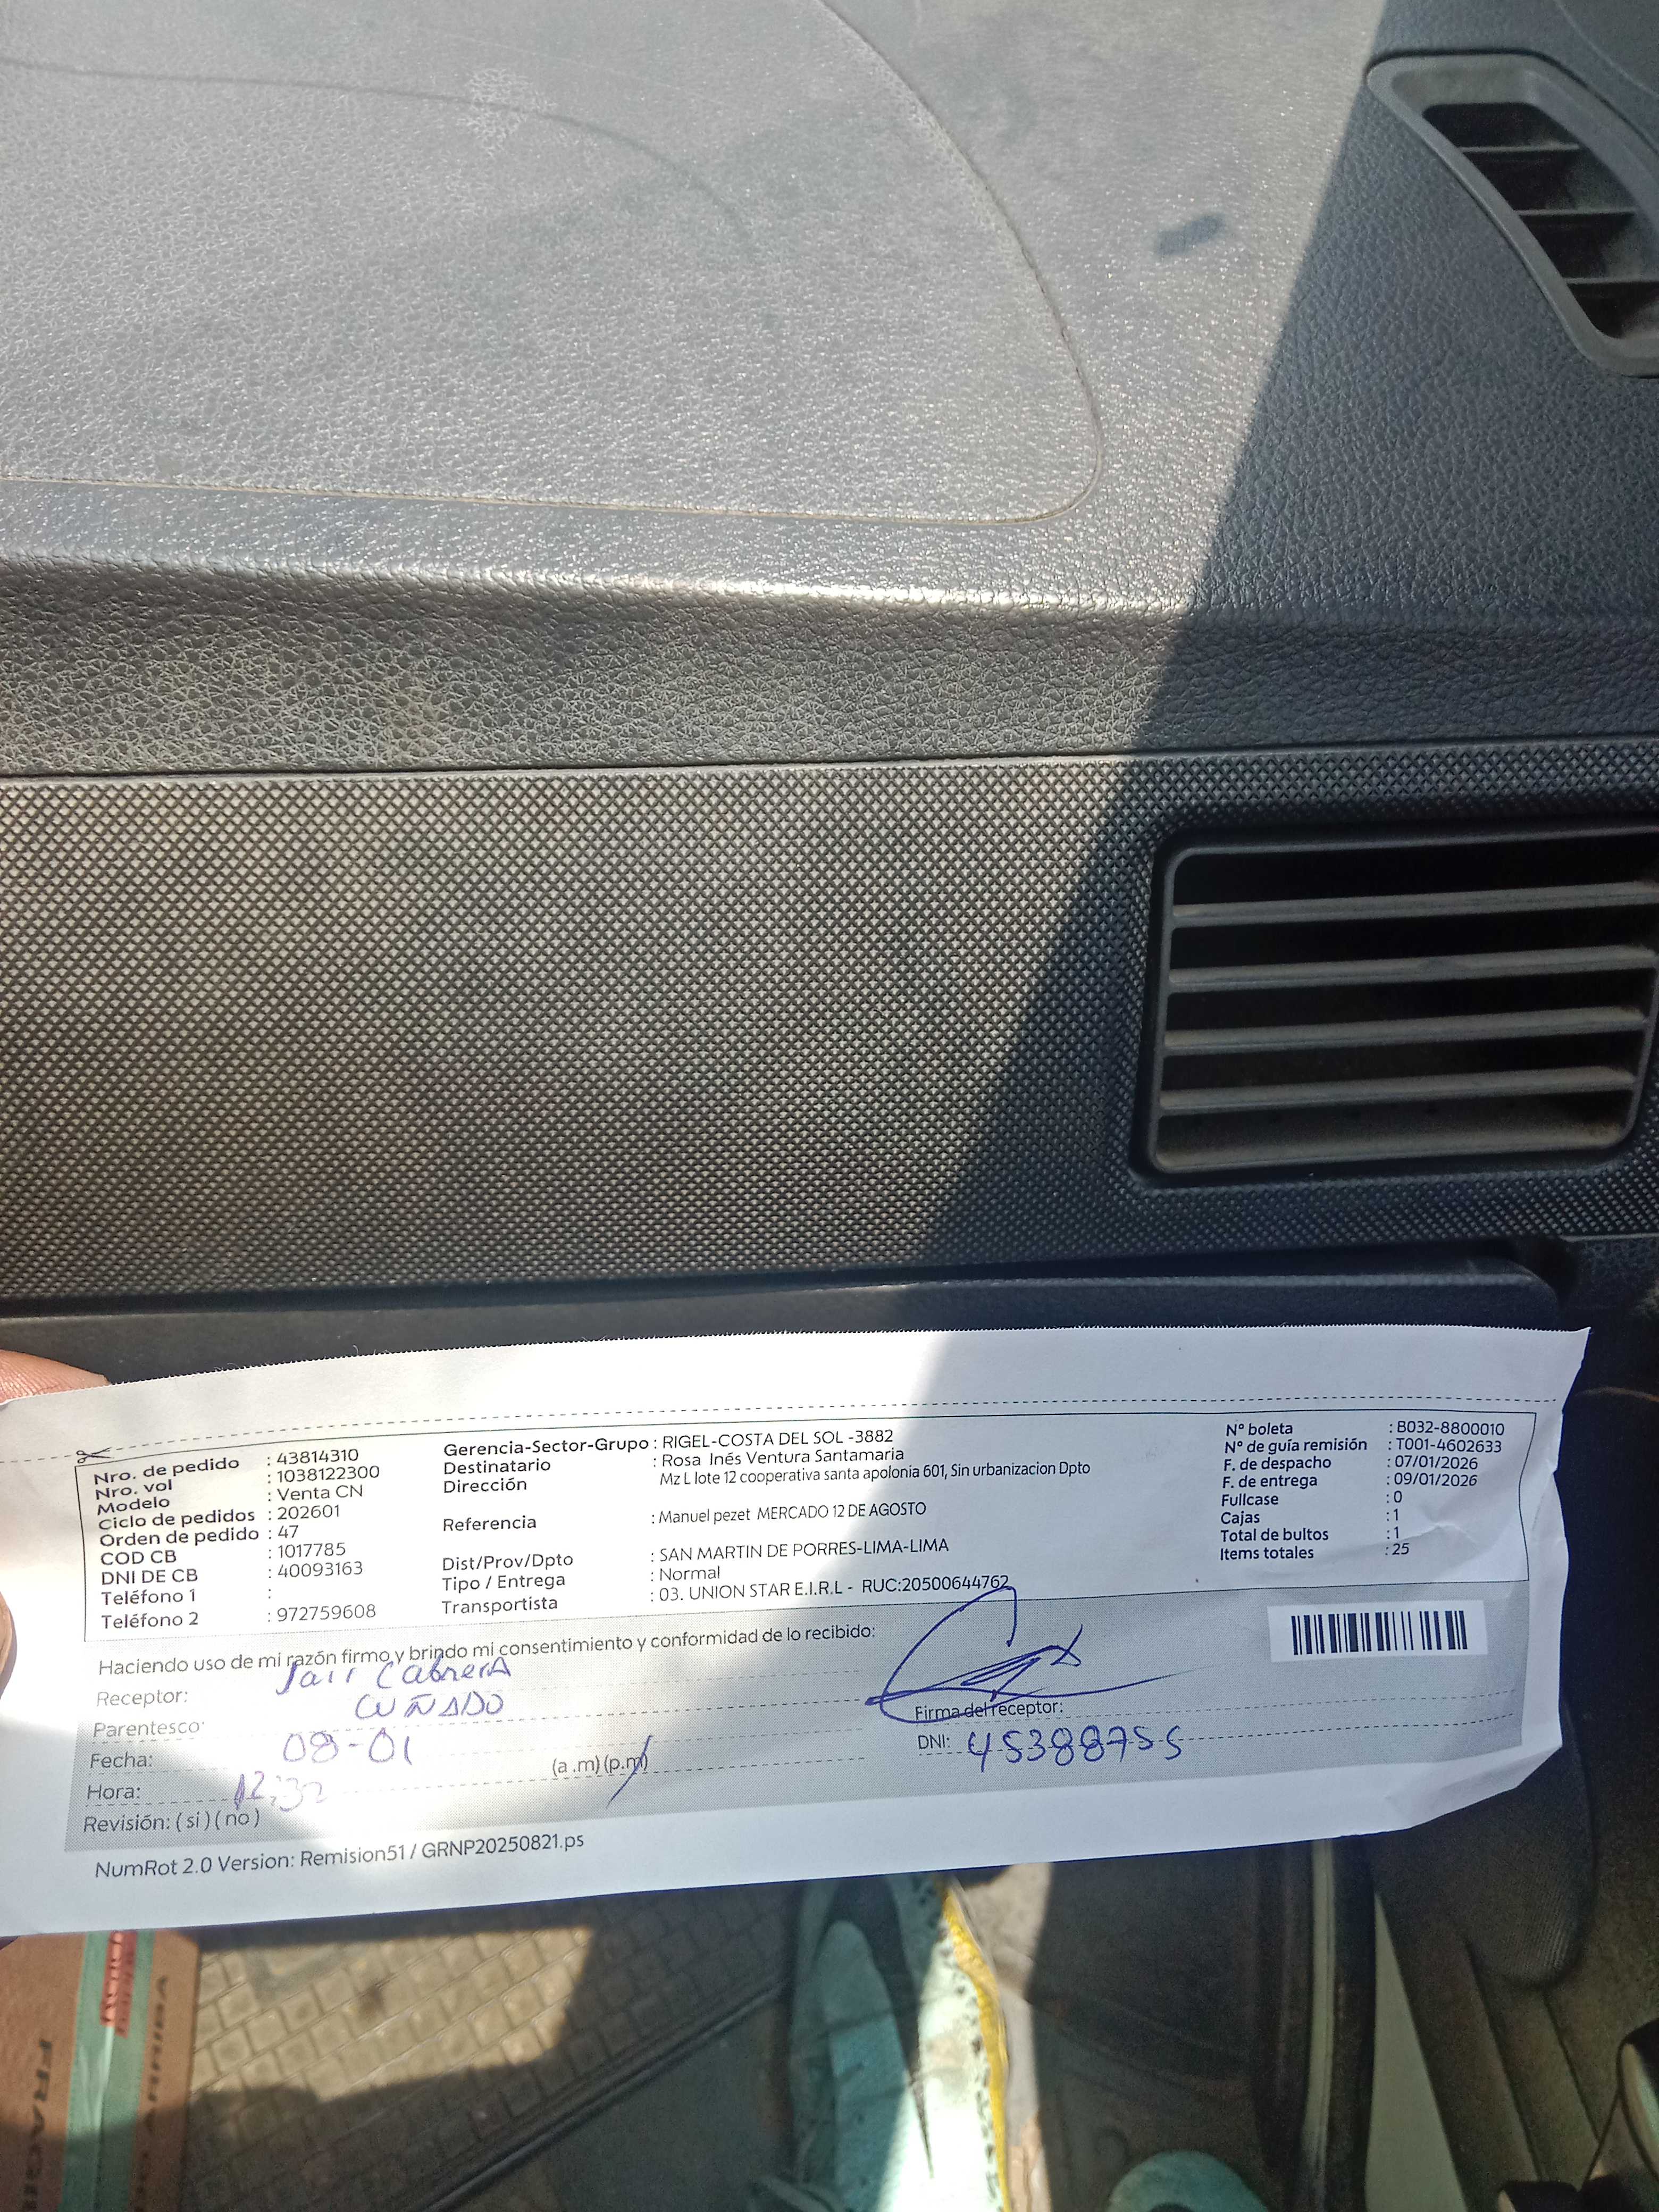 Nro. de pedido : 43814310
Nro. vol : 1038122300
Modelo : Venta CN
Ciclo de pedidos : 202601
Orden de pedido : 47
COD CB : 1017785
DNI DE CB : 40093163
Teléfono 1 :
Teléfono 2 : 972759608
Gerencia-Sector-Grupo : RIGEL-COSTA DEL SOL -3882
Destinatario : Rosa Inés Ventura Santamaria
Dirección Mz L lote 12 cooperativa santa apolonia 601, Sin urbanizacion Dpto
Referencia : Manuel pezet MERCADO 12 DE AGOSTO
Dist/Prov/Dpto : SAN MARTIN DE PORRES-LIMA-LIMA
Tipo / Entrega : Normal
Transportista : 03. UNION STAR E.I.R.L - RUC:20500644762
N° boleta : B032-8800010
N° de guía remisión : T001-4602633
F. de despacho : 07/01/2026
F. de entrega : 09/01/2026
Fullcase : 0
Cajas : 1
Total de bultos : 1
Items totales : 25
Haciendo uso de mi razón firmo y brindo mi consentimiento y conformidad de lo recibido:
Receptor: Jair Cabrera
Parentesco: CUÑADO
Fecha: 08-01
Hora: 12:32 (a.m) (p.m)
Revisión: ( si ) ( no )
Firma del receptor:
DNI: 45388755
NumRot 2.0 Version: Remision51 / GRNP20250821.ps
FRAGIL